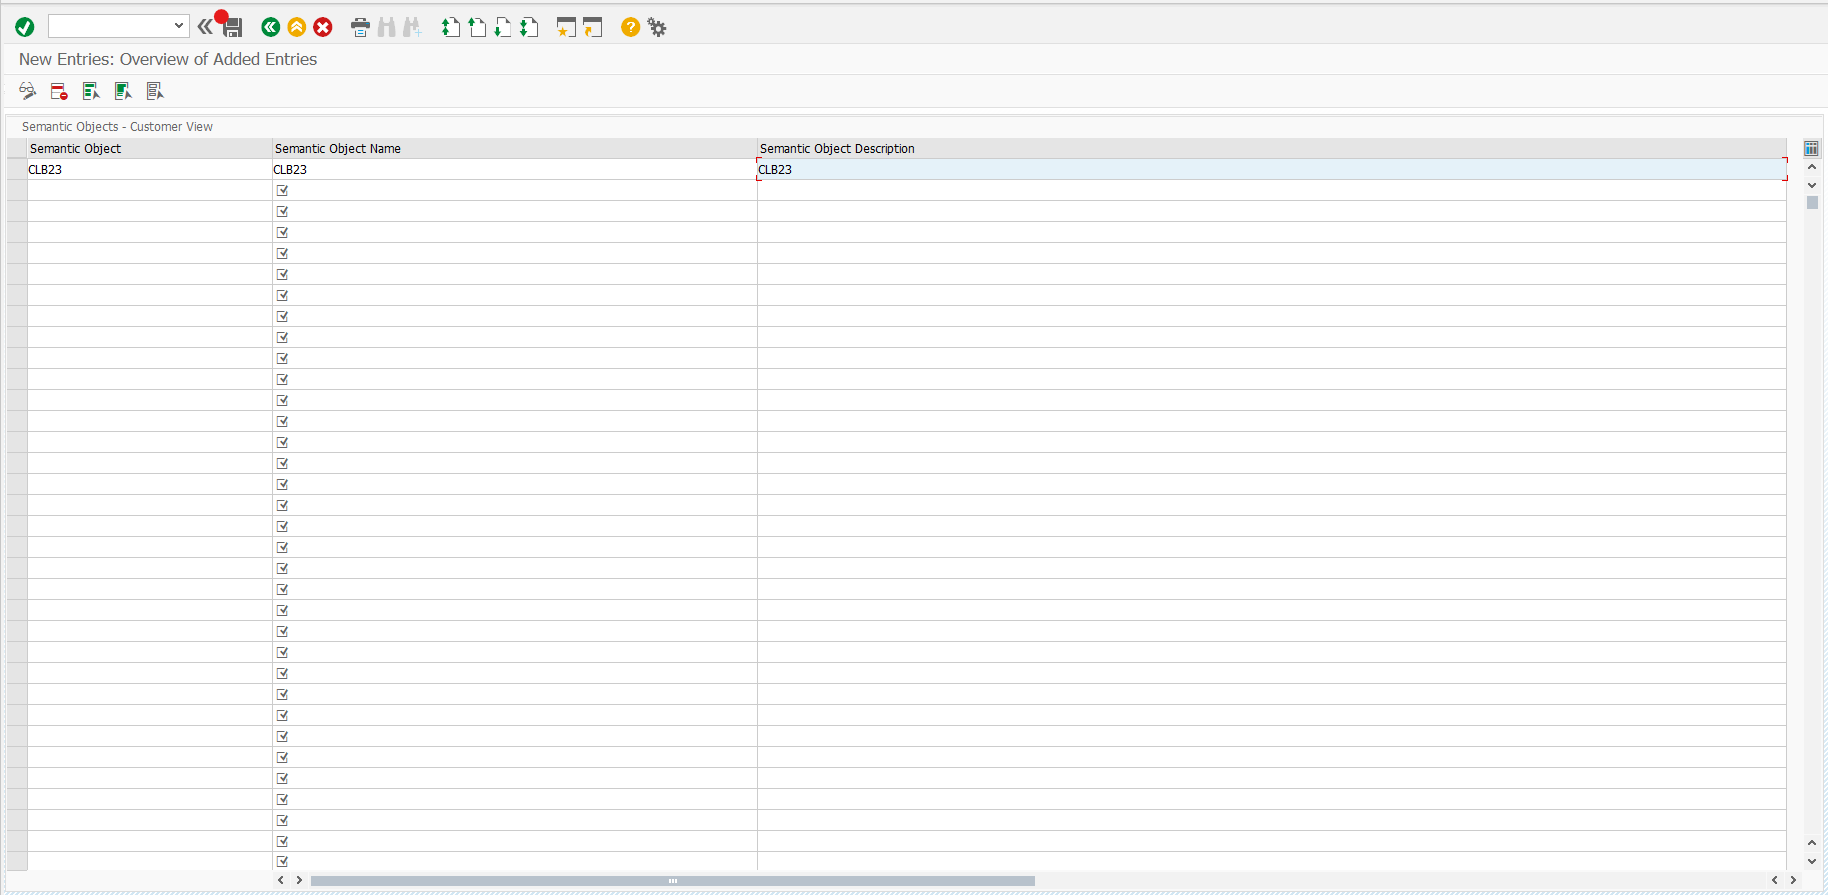 New Entries: Overview of Added Entries
Semantic Objects - Customer View
Semantic Object Semantic Object Name Semantic Object Description
CLB23 CLB23 CLB23